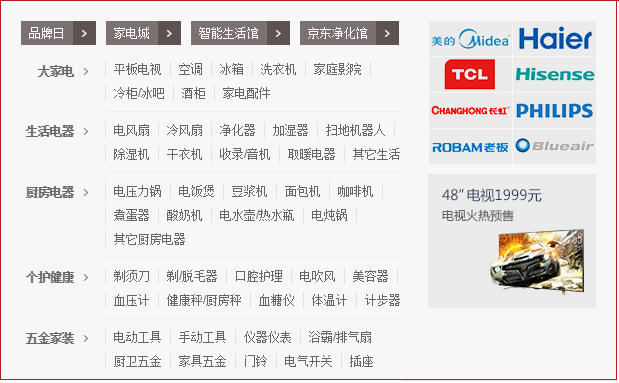 品牌日 家电城 智能生活馆 京东净化馆
大家电 平板电视 空调 冰箱 洗衣机 家庭影院
冷柜/冰吧 酒柜 家电配件
生活电器 电风扇 冷风扇 净化器 加湿器 扫地机器人
除湿机 干衣机 收录/音机 取暖电器 其它生活
厨房电器 电压力锅 电饭煲 豆浆机 面包机 咖啡机
煮蛋器 酸奶机 电水壶/热水瓶 电炖锅
其它厨房电器
个护健康 剃须刀 剃/脱毛器 口腔护理 电吹风 美容器
血压计 健康秤/厨房秤 血糖仪 体温计 计步器
五金家装 电动工具 手动工具 仪器仪表 浴霸/排气扇
厨卫五金 家具五金 门铃 电气开关 插座
美的 Midea Haier
TCL Hisense
CHANGHONG 长虹 PHILIPS
ROBAM老板 Blueair
48”电视1999元
电视火热预售